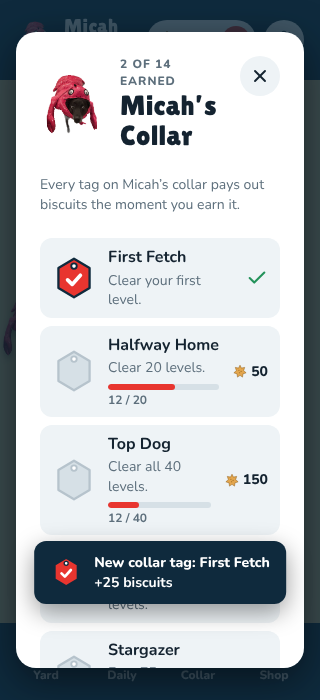 Micah
2 OF 14
EARNED
Micah's
Collar
Every tag on Micah's collar pays out
biscuits the moment you earn it.
First Fetch
Clear your first
level.
Halfway Home
Clear 20 levels.
50
12 / 20
Top Dog
Clear all 40
levels.
150
12 / 40
New collar tag: First Fetch
+25 biscuits
levels.
Stargazer
Yard
Daily
Collar
Shop